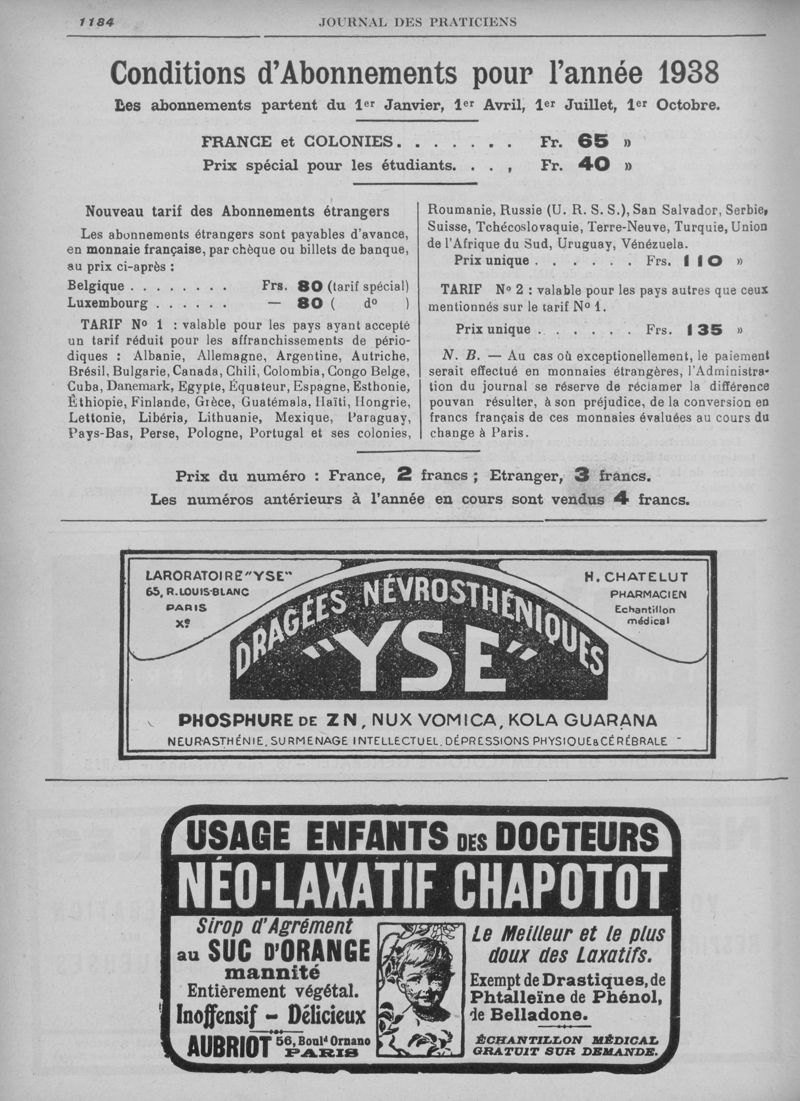 1184
JOURNAL DES PRATICIENS
Conditions d'Abonnements pour l'année 1938
Les abonnements partent du 1er Janvier, 1er Avril, 1er Juillet, 1er Octobre.
FRANCE et COLONIES. . . . . . . Fr. 65 »
Prix spécial pour les étudiants. . . , Fr. 40 »
Nouveau tarif des Abonnements étrangers
Les abonnements étrangers sont payables d'avance,
en monnaie française, par chèque ou billets de banque,
au prix ci-après :
Belgique . . . . . . . . Frs. 80 (tarif spécial)
Luxembourg . . . . . . — 80 ( do )
TARIF No 1 : valable pour les pays ayant accepté
un tarif réduit pour les affranchissements de pério-
diques : Albanie, Allemagne, Argentine, Autriche,
Brésil, Bulgarie, Canada, Chili, Colombia, Congo Belge,
Cuba, Danemark, Egypte, Équateur, Espagne, Esthonie,
Éthiopie, Finlande, Grèce, Guatémala, Haïti, Hongrie,
Lettonie, Libéria, Lithuanie, Mexique, Paraguay,
Pays-Bas, Perse, Pologne, Portugal et ses colonies,
Roumanie, Russie (U. R. S. S.), San Salvador, Serbie,
Suisse, Tchécoslovaquie, Terre-Neuve, Turquie, Union
de l'Afrique du Sud, Uruguay, Vénézuela.
Prix unique . . . . . . Frs. 110 »
TARIF No 2 : valable pour les pays autres que ceux
mentionnés sur le tarif No 1.
Prix unique . . . . . . Frs. 135 »
N. B. — Au cas où exceptionellement, le paiement
serait effectué en monnaies étrangères, l'Administra-
tion du journal se réserve de réclamer la différence
pouvan résulter, à son préjudice, de la conversion en
francs français de ces monnaies évaluées au cours du
change à Paris.
Prix du numéro : France, 2 francs ; Etranger, 3 francs.
Les numéros antérieurs à l'année en cours sont vendus 4 francs.
LARORATOIRE "YSE"
65, R. LOUIS-BLANC
PARIS
Xe
H. CHATELUT
PHARMACIEN
Echantillon
médical
DRAGÉES NÉVROSTHÉNIQUES
"YSE"
PHOSPHURE DE ZN, NUX VOMICA, KOLA GUARANA
NEURASTHÉNIE, SURMENAGE INTELLECTUEL, DÉPRESSIONS PHYSIQUE & CÉRÉBRALE
USAGE ENFANTS DES DOCTEURS
NÉO-LAXATIF CHAPOTOT
Sirop d'Agrément
au SUC D'ORANGE
mannité
Entièrement végétal.
Inoffensif - Délicieux
AUBRIOT 56, Bould Ornano
PARIS
Le Meilleur et le plus
doux des Laxatifs.
Exempt de Drastiques, de
Phtalleïne de Phénol,
de Belladone.
ÉCHANTILLON MÉDICAL
GRATUIT SUR DEMANDE.